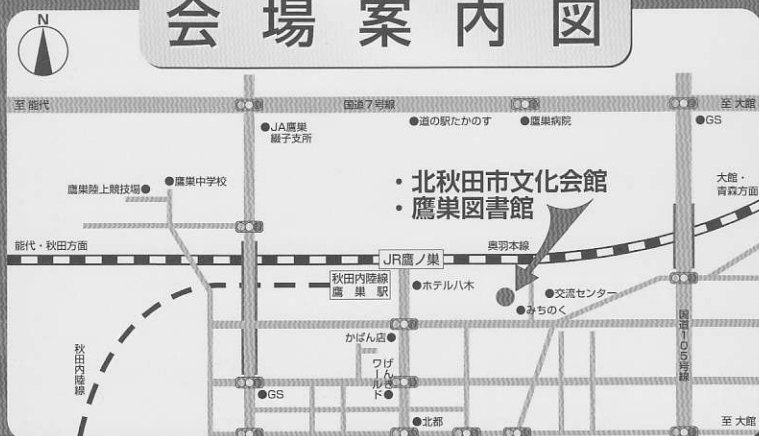 会場案内図
N
至 能代
国道7号線
至 大館
●JA鷹巣
綴子支所
●道の駅たかのす
●鷹巣病院
●GS
鷹巣陸上競技場●
●鷹巣中学校
・北秋田市文化会館
・鷹巣図書館
大館・
青森方面
能代・秋田方面
JR鷹ノ巣
奥羽本線
秋田内陸線
鷹巣駅
●ホテル八木
●交流センター
●みちのく
かばん店●
げんきワールド●
秋田内陸線
国道105号線
●GS
●北都
至 大館